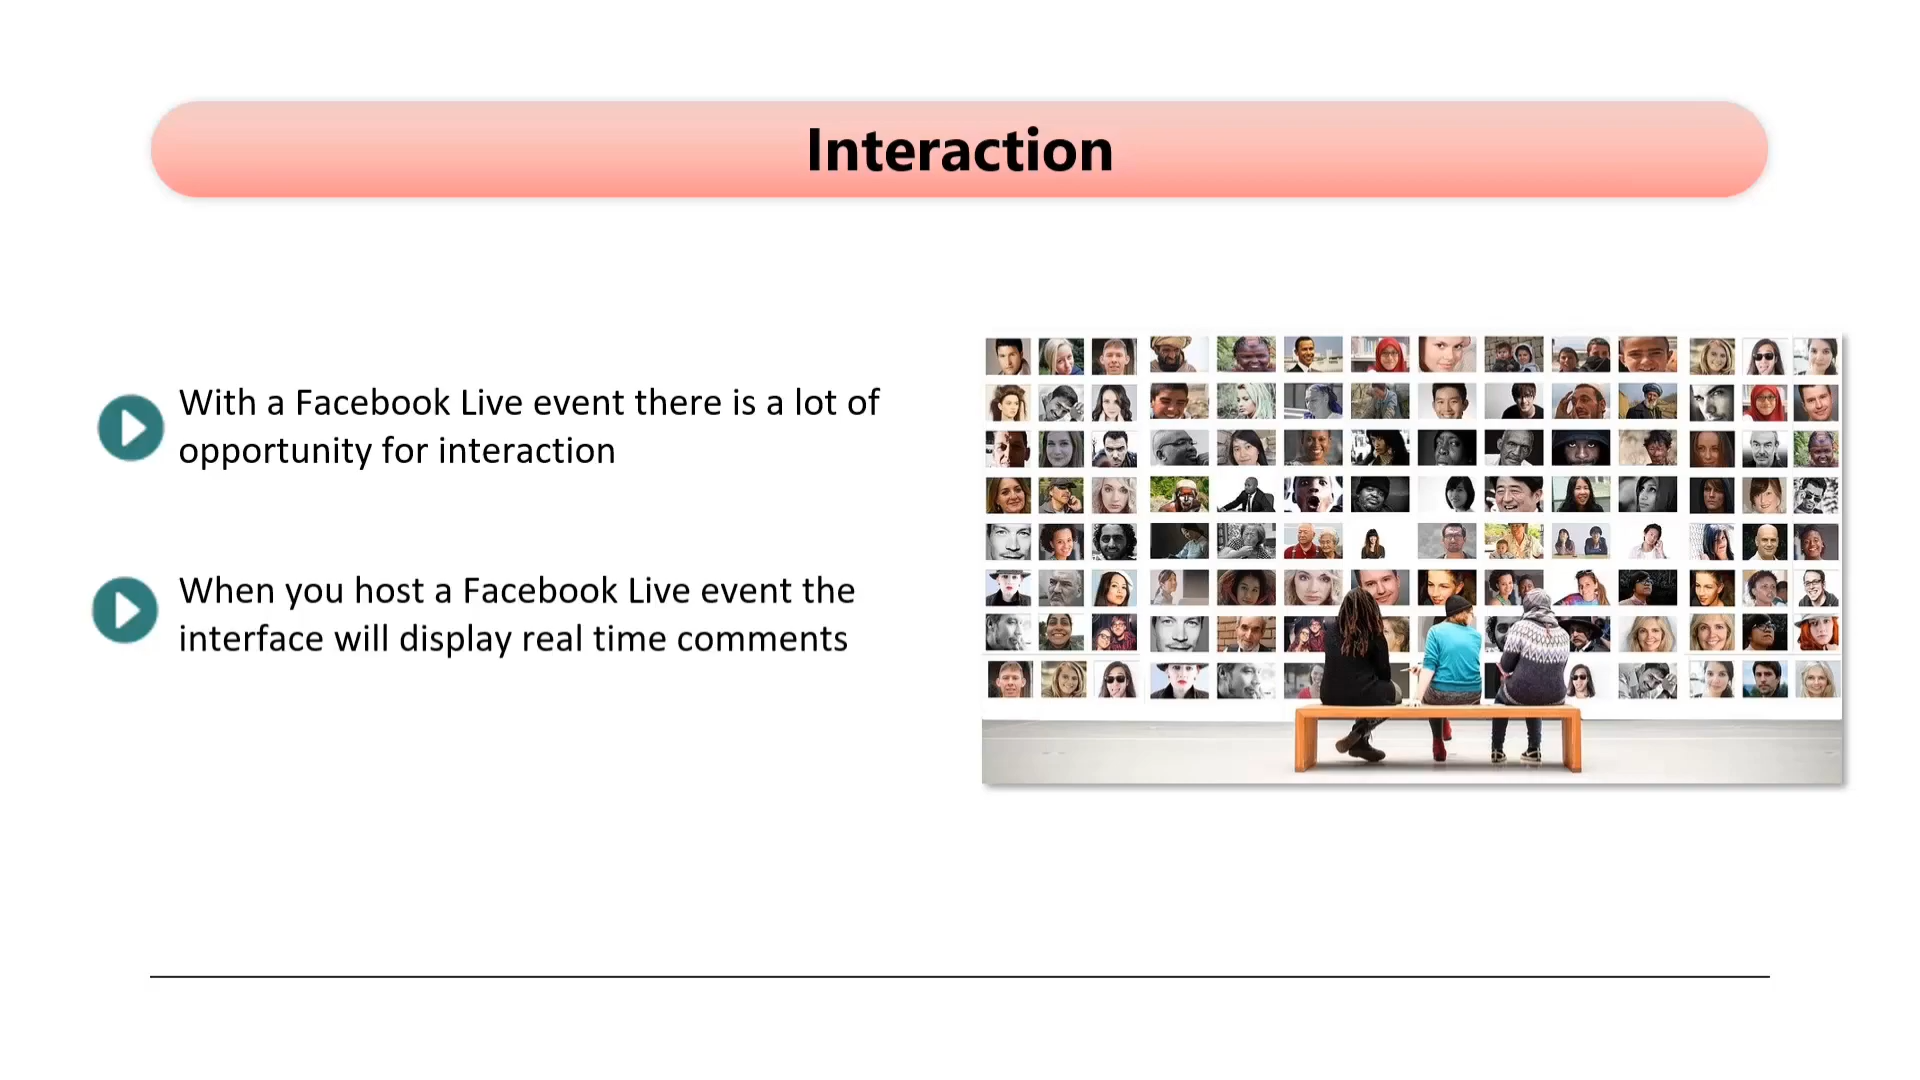 Interaction
With a Facebook Live event there is a lot of
opportunity for interaction
When you host a Facebook Live event the
interface will display real time comments